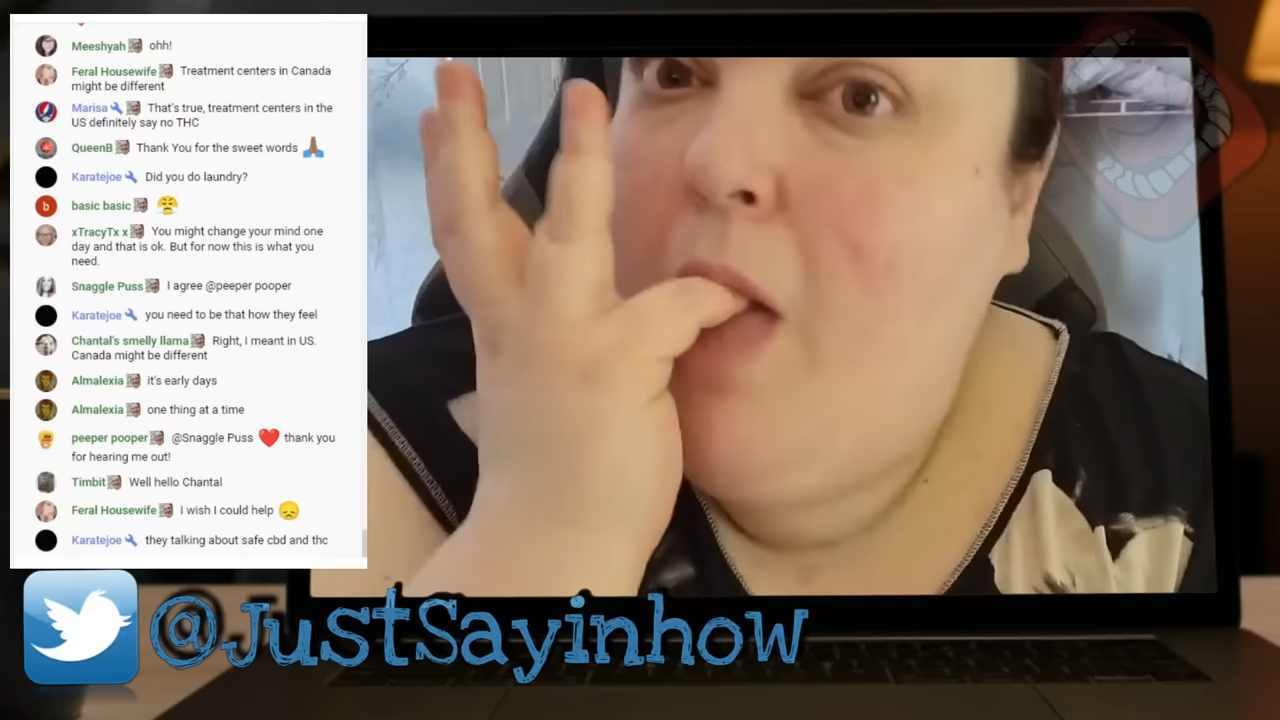 Meeshyah ohh!
Feral Housewife Treatment centers in Canada
might be different
Marisa That's true, treatment centers in the
US definitely say no THC
QueenB Thank You for the sweet words 🙏🏾
Karatejoe Did you do laundry?
b basic basic 😤
xTracyTx x You might change your mind one
day and that is ok. But for now this is what you
need.
Snaggle Puss I agree @peeper pooper
Karatejoe you need to be that how they feel
Chantal's smelly llama Right, I meant in US.
Canada might be different
Almalexia it's early days
Almalexia one thing at a time
peeper pooper @Snaggle Puss ❤️ thank you
for hearing me out!
Timbit Well hello Chantal
Feral Housewife I wish I could help 😞
Karatejoe they talking about safe cbd and thc
@JustSayinhow